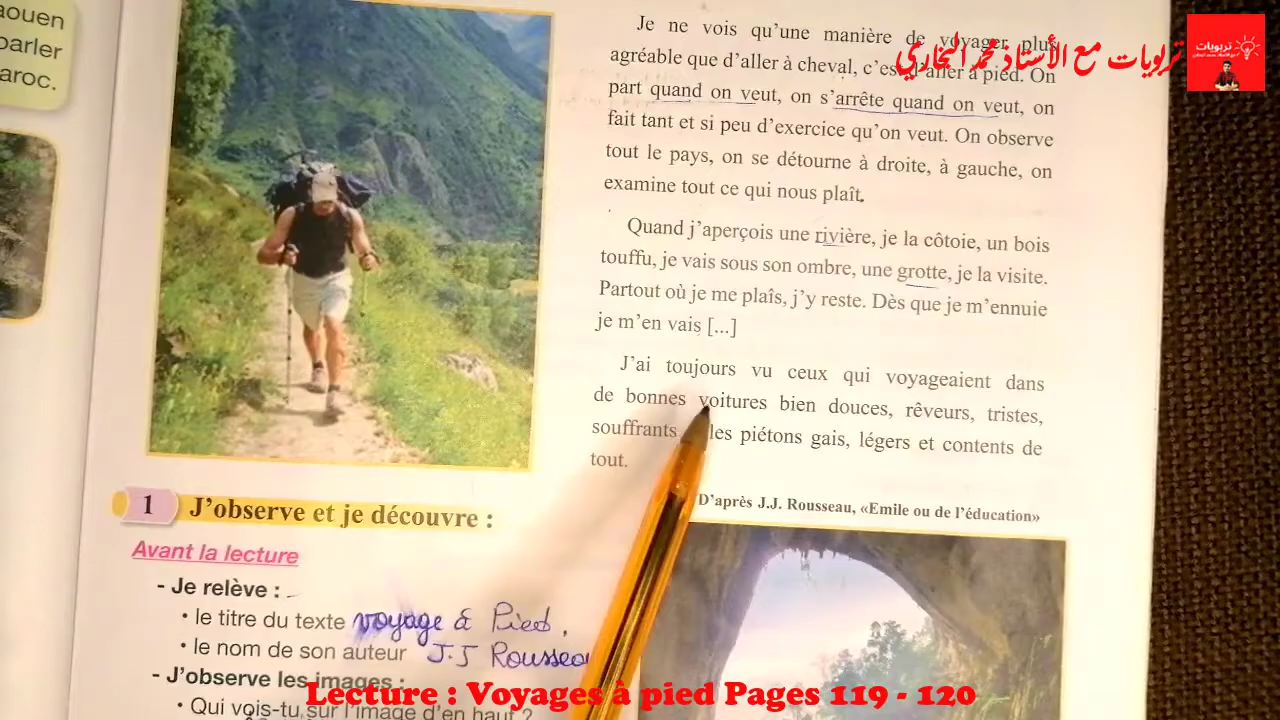 aouen
parler
aroc.
Je ne vois qu'une manière de voyager plus
agréable que d'aller à cheval, c'est d'aller à pied. On
part quand on veut, on s'arrête quand on veut, on
fait tant et si peu d'exercice qu'on veut. On observe
tout le pays, on se détourne à droite, à gauche, on
examine tout ce qui nous plaît.
Quand j'aperçois une rivière, je la côtoie, un bois
touffu, je vais sous son ombre, une grotte, je la visite.
Partout où je me plaîs, j'y reste. Dès que je m'ennuie
je m'en vais [...]
J'ai toujours vu ceux qui voyageaient dans
de bonnes voitures bien douces, rêveurs, tristes,
souffrants les piétons gais, légers et contents de
tout.
D'après J.J. Rousseau, «Emile ou de l'éducation»
1 J'observe et je découvre :
Avant la lecture
- Je relève :
• le titre du texte voyage à Pied,
• le nom de son auteur J.J Rousseau
- J'observe les images :
• Qui vois-tu sur l'image d'en haut ?
تربويات مع الأستاذ محمد البخاري
تربويات
Lecture : Voyages à pied Pages 119 - 120